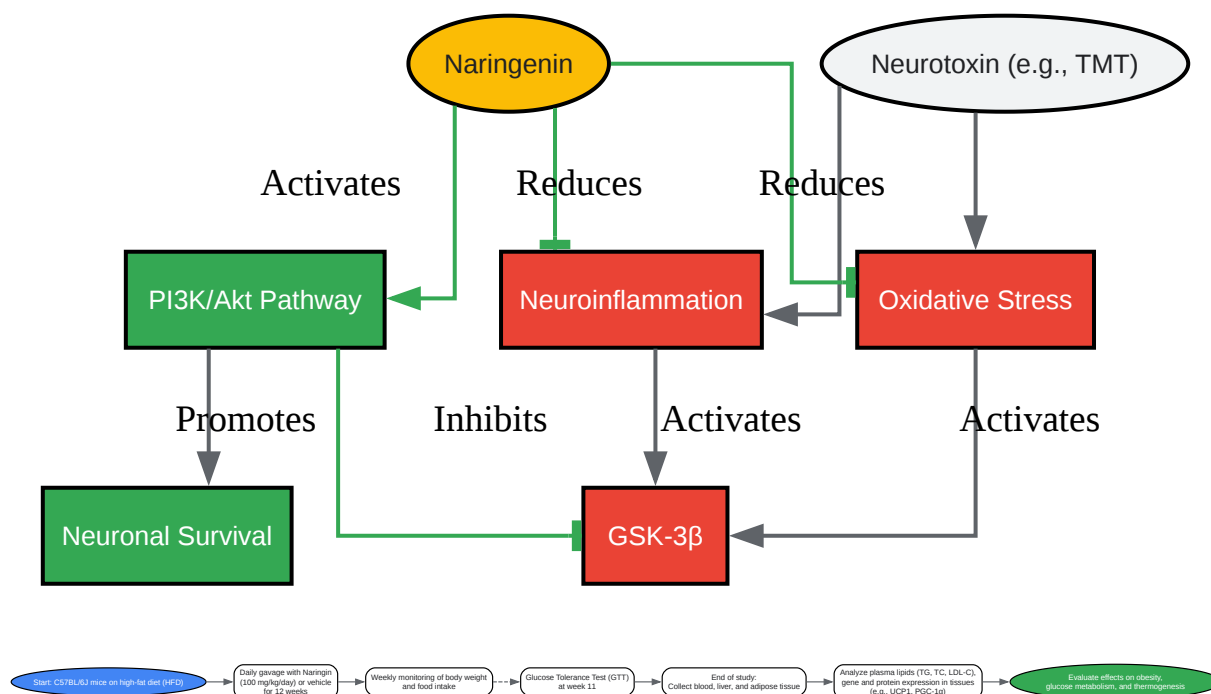 Naringenin
Neurotoxin (e.g., TMT)
Activates
Reduces
Reduces
PI3K/Akt Pathway
Neuroinflammation
Oxidative Stress
Promotes
Inhibits
Activates
Activates
Neuronal Survival
GSK-3β
Start: C57BL/6J mice on high-fat diet (HFD)
Daily gavage with Naringin
(100 mg/kg/day) or vehicle
for 12 weeks
Weekly monitoring of body weight
and food intake
Glucose Tolerance Test (GTT)
at week 11
End of study:
Collect blood, liver, and adipose tissue
Analyze plasma lipids (TG, TC, LDL-C),
gene and protein expression in tissues
(e.g., UCP1, PGC-1α)
Evaluate effects on obesity,
glucose metabolism, and thermogenesis